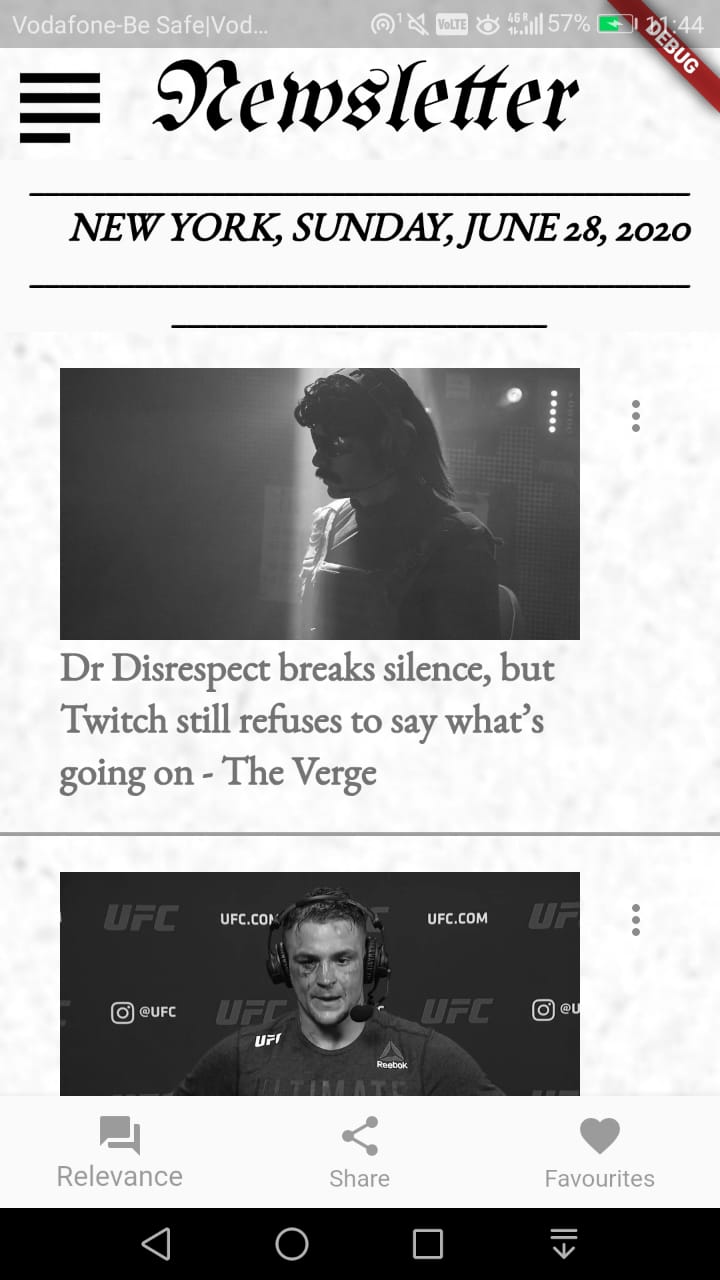 Vodafone-Be Safe|Vod... 1 VoLTE 4G R 57% 11:44
DEBUG
Newsletter
NEW YORK, SUNDAY, JUNE 28, 2020
Dr Disrespect breaks silence, but
Twitch still refuses to say what’s
going on - The Verge
UFC UFC.COM UFC.COM UF
@UFC UFC UFC @U
UFC
Reebok
ULTIMATE
Relevance Share Favourites